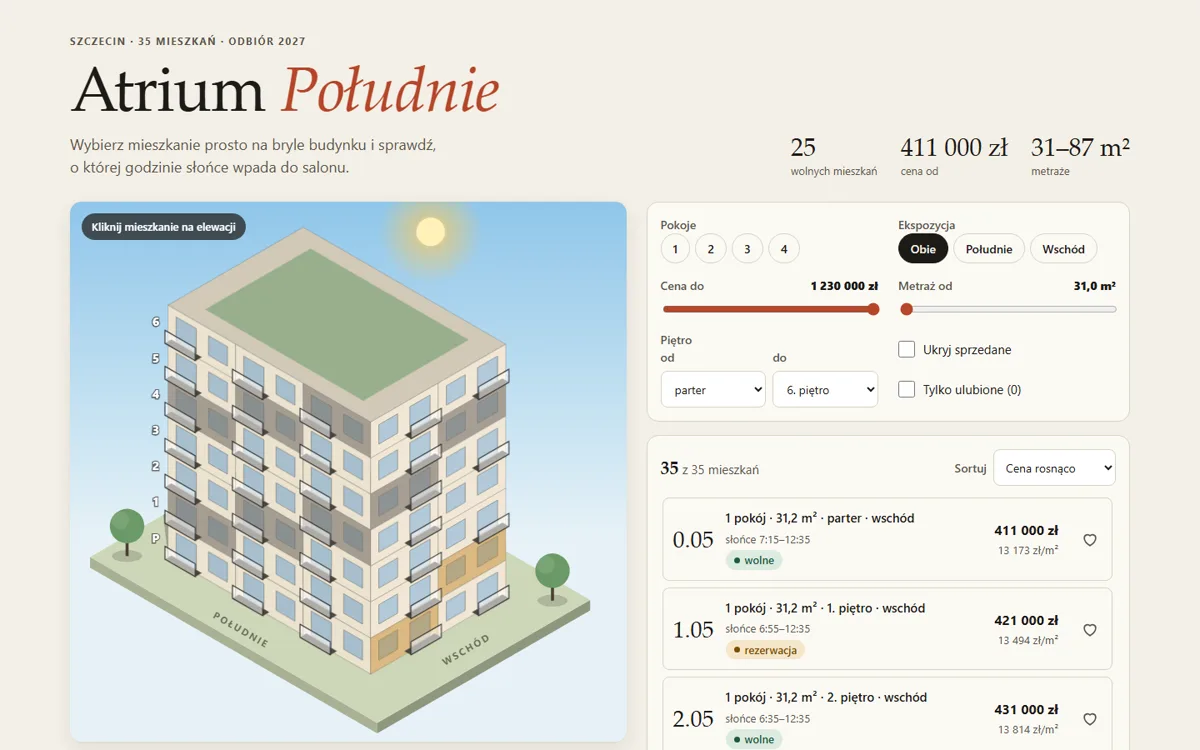 SZCZECIN · 35 MIESZKAŃ · ODBIÓR 2027
Atrium Południe
Wybierz mieszkanie prosto na bryle budynku i sprawdź,
o której godzinie słońce wpada do salonu.
25
wolnych mieszkań
411 000 zł
cena od
31–87 m²
metraże
Kliknij mieszkanie na elewacji
6
5
4
3
2
1
P
POŁUDNIE
WSCHÓD
Pokoje
1 2 3 4
Ekspozycja
Obie Południe Wschód
Cena do 1 230 000 zł
Metraż od 31,0 m²
Piętro
od do
parter 6. piętro
Ukryj sprzedane
Tylko ulubione (0)
35 z 35 mieszkań
Sortuj Cena rosnąco
0.05
1 pokój · 31,2 m² · parter · wschód
słońce 7:15–12:35
wolne
411 000 zł
13 173 zł/m²
1.05
1 pokój · 31,2 m² · 1. piętro · wschód
słońce 6:55–12:35
rezerwacja
421 000 zł
13 494 zł/m²
2.05
1 pokój · 31,2 m² · 2. piętro · wschód
słońce 6:35–12:35
wolne
431 000 zł
13 814 zł/m²